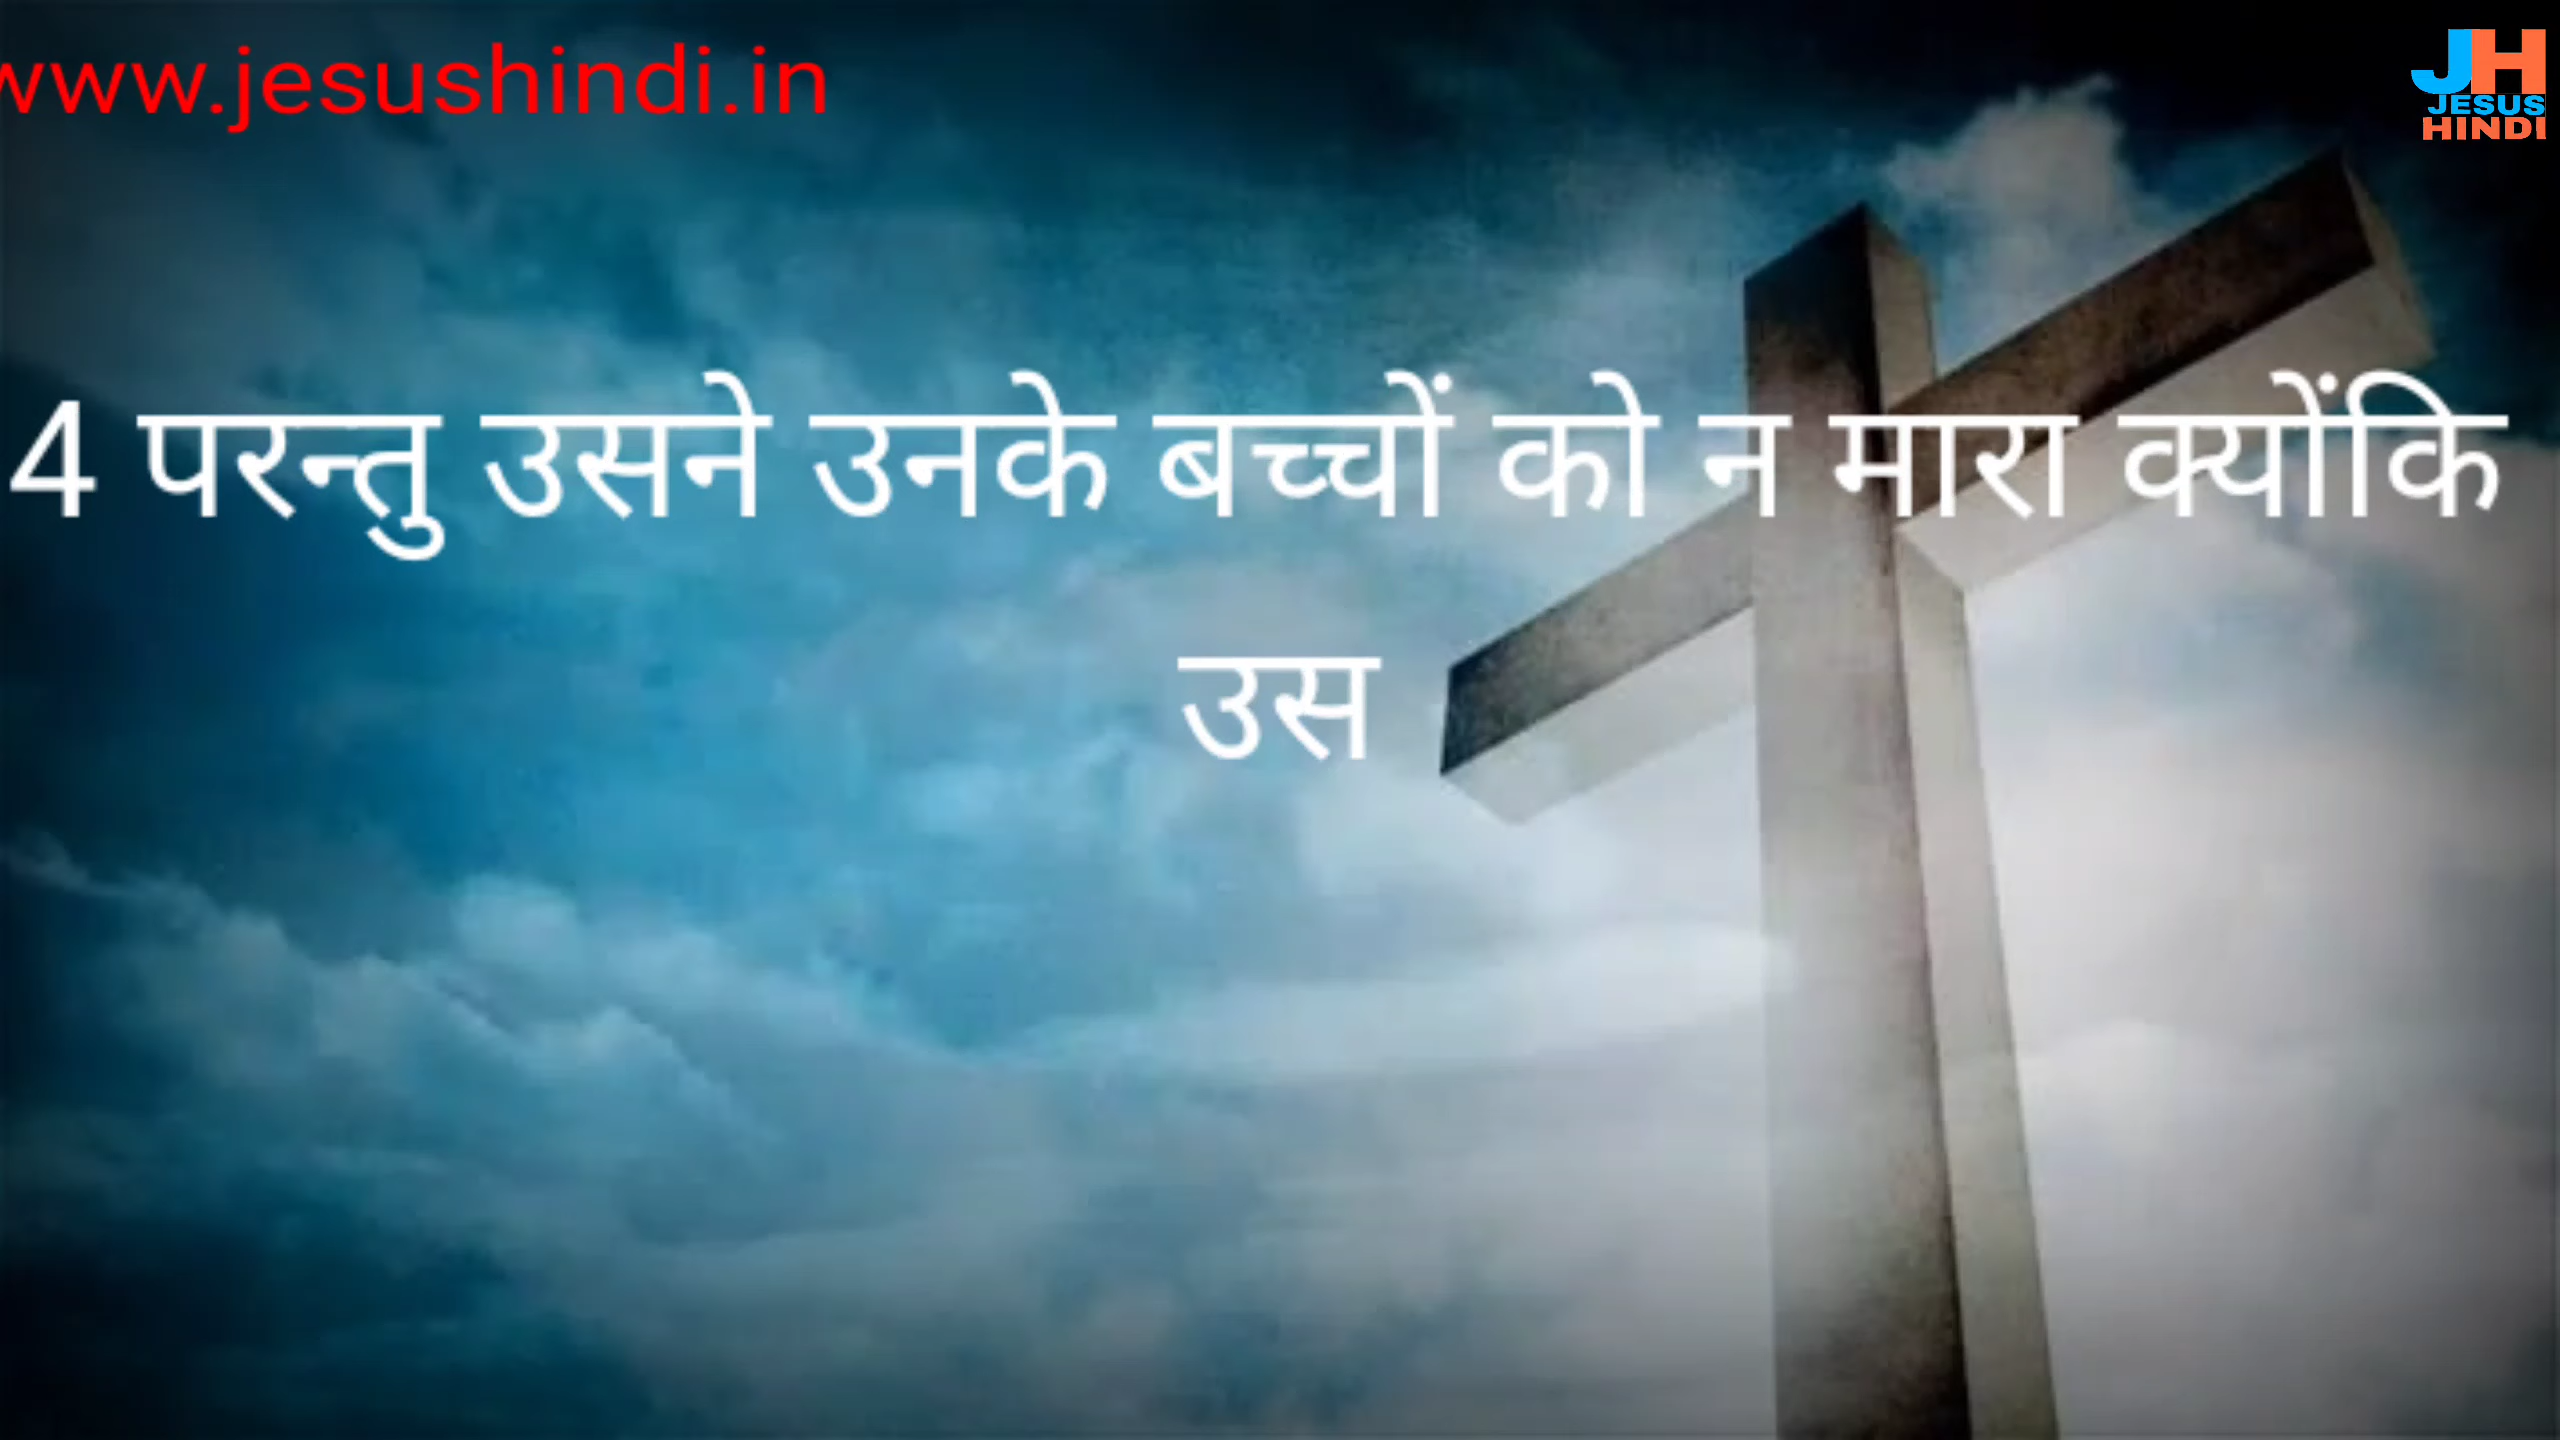 www.jesushindi.in
JH
JESUS
HINDI
4 परन्तु उसने उनके बच्चों को न मारा क्योंकि
उस